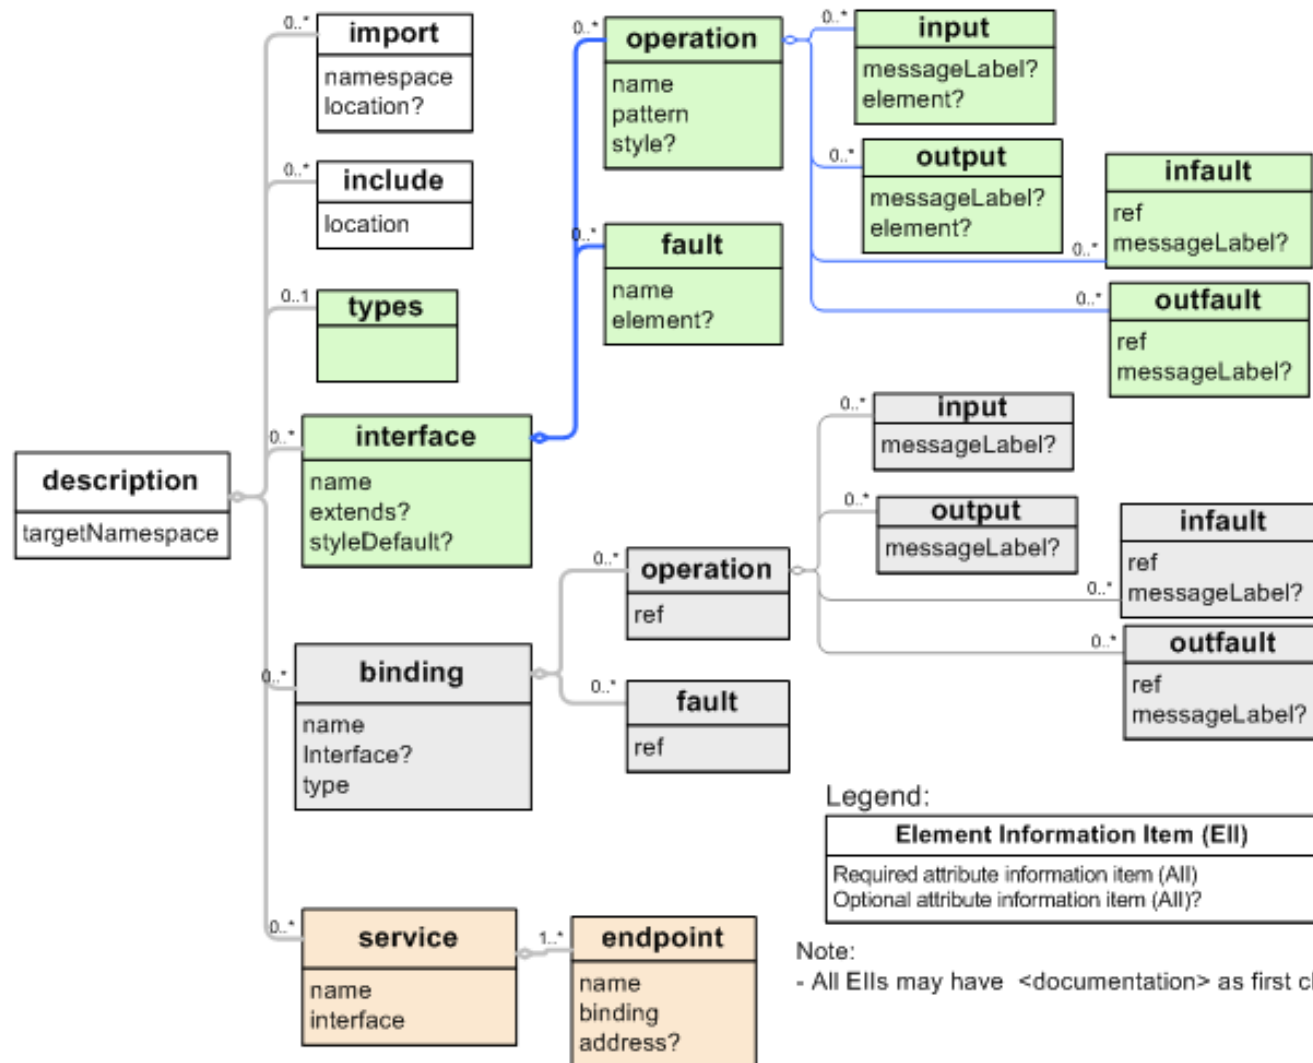 0..*
import
namespace
location?
0..*
include
location
0..1
types
0..*
interface
name
extends?
styleDefault?
description
targetNamespace
0..*
binding
name
Interface?
type
0..*
service
name
interface
1..*
endpoint
name
binding
address?
0..*
operation
name
pattern
style?
0..*
fault
name
element?
0..*
input
messageLabel?
element?
0..*
output
messageLabel?
element?
0..*
infault
ref
messageLabel?
0..*
outfault
ref
messageLabel?
0..*
operation
ref
0..*
fault
ref
0..*
input
messageLabel?
0..*
output
messageLabel?
0..*
infault
ref
messageLabel?
0..*
outfault
ref
messageLabel?
Legend:
Element Information Item (EII)
Required attribute information item (AII)
Optional attribute information item (AII)?
Note:
- All EIIs may have <documentation> as first